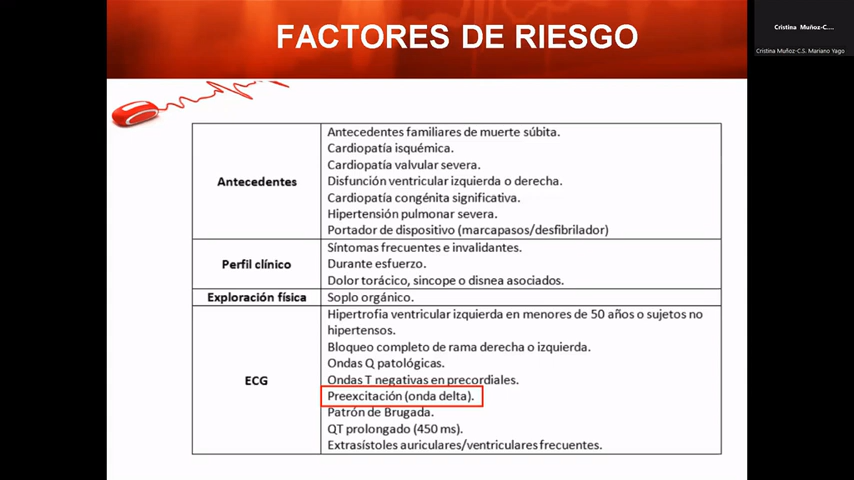 FACTORES DE RIESGO
Cristina Muñoz-C....
Cristina Muñoz-C.S. Mariano Yago
Antecedentes
Antecedentes familiares de muerte súbita.
Cardiopatía isquémica.
Cardiopatía valvular severa.
Disfunción ventricular izquierda o derecha.
Cardiopatía congénita significativa.
Hipertensión pulmonar severa.
Portador de dispositivo (marcapasos/desfibrilador)
Perfil clínico
Síntomas frecuentes e invalidantes.
Durante esfuerzo.
Dolor torácico, sincope o disnea asociados.
Exploración física
Soplo orgánico.
ECG
Hipertrofia ventricular izquierda en menores de 50 años o sujetos no
hipertensos.
Bloqueo completo de rama derecha o izquierda.
Ondas Q patológicas.
Ondas T negativas en precordiales.
Preexcitación (onda delta).
Patrón de Brugada.
QT prolongado (450 ms).
Extrasístoles auriculares/ventriculares frecuentes.